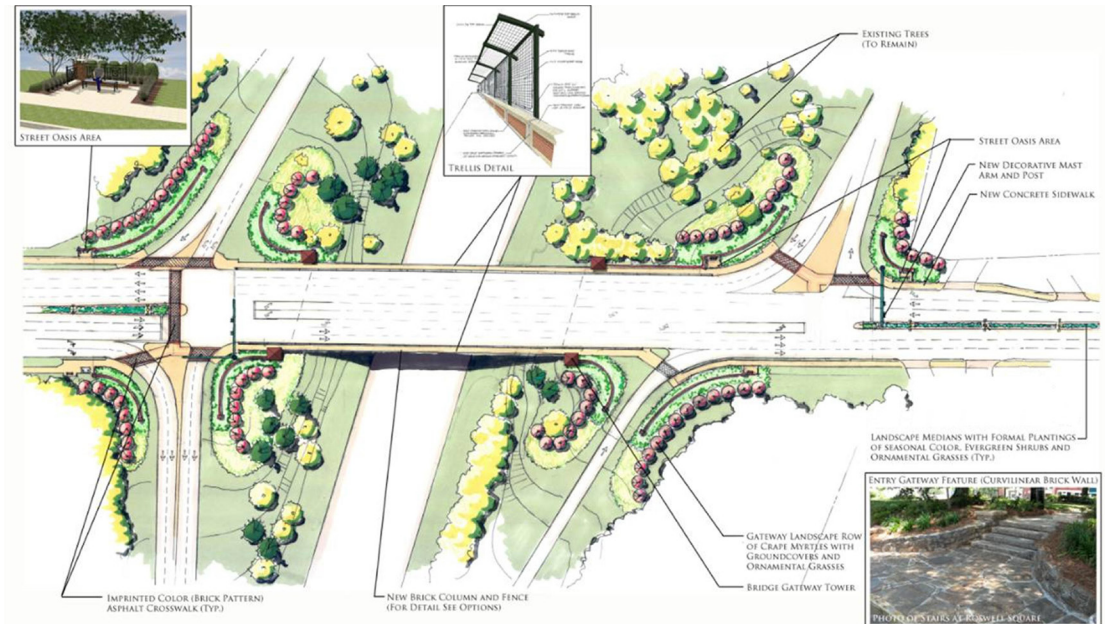 STREET OASIS AREA
TRELLIS DETAIL
EXISTING TREES
(TO REMAIN)
STREET OASIS AREA
NEW DECORATIVE MAST
ARM AND POST
NEW CONCRETE SIDEWALK
LANDSCAPE MEDIANS WITH FORMAL PLANTINGS
OF SEASONAL COLOR, EVERGREEN SHRUBS AND
ORNAMENTAL GRASSES (TYP.)
ENTRY GATEWAY FEATURE (CURVILINEAR BRICK WALL)
PHOTO OF STAIRS AT ROSWELL SQUARE
GATEWAY LANDSCAPE ROW
OF CRAPE MYRTLES WITH
GROUNDCOVERS AND
ORNAMENTAL GRASSES
BRIDGE GATEWAY TOWER
NEW BRICK COLUMN AND FENCE
(FOR DETAIL SEE OPTIONS)
IMPRINTED COLOR (BRICK PATTERN)
ASPHALT CROSSWALK (TYP.)